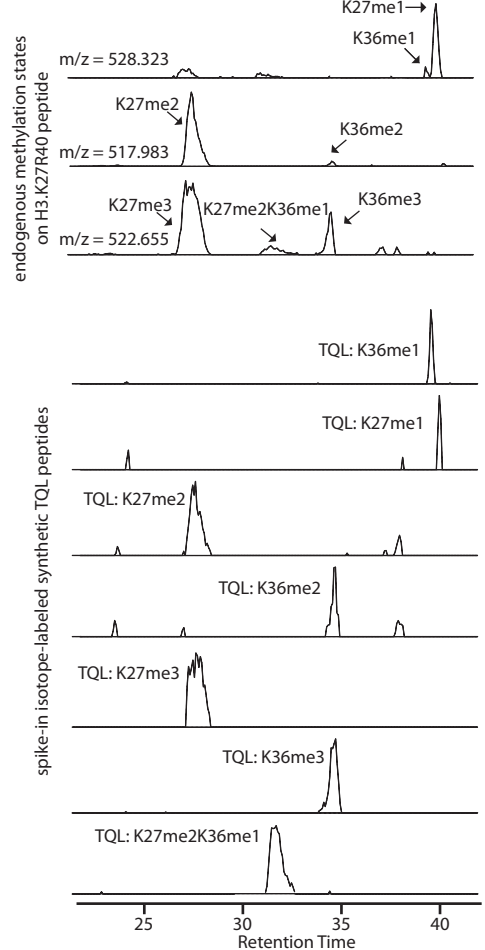 endogenous methylation states
on H3.K27R40 peptide
K27me1
K36me1
m/z = 528.323
K27me2
K36me2
m/z = 517.983
K27me3
K27me2K36me1
K36me3
m/z = 522.655
spike-in isotope-labeled synthetic TQL peptides
TQL: K36me1
TQL: K27me1
TQL: K27me2
TQL: K36me2
TQL: K27me3
TQL: K36me3
TQL: K27me2K36me1
25 30 35 40
Retention Time